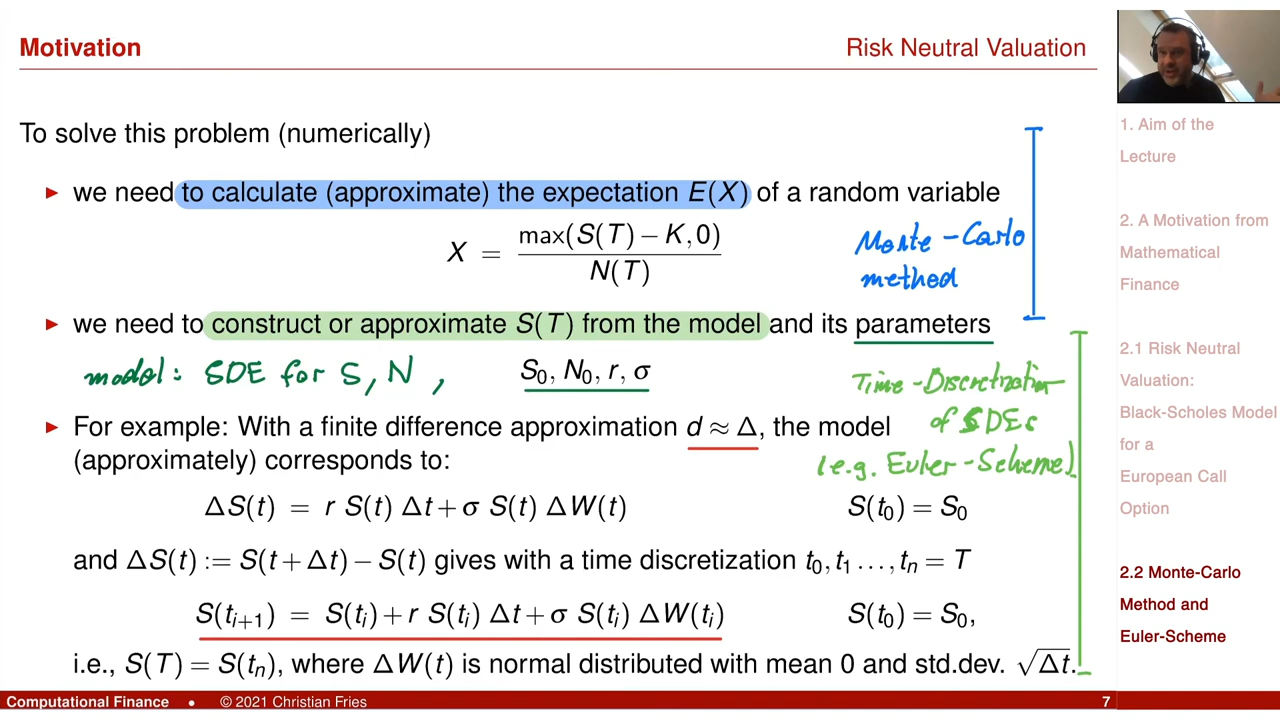 Motivation
Risk Neutral Valuation
To solve this problem (numerically)
► we need to calculate (approximate) the expectation E(X) of a random variable
X = max(S(T) − K, 0) / N(T)
Monte-Carlo
method
► we need to construct or approximate S(T) from the model and its parameters
model: SDE for S, N , S₀, N₀, r, σ
Time-Discretization
of SDEs
(e.g. Euler-Scheme)
► For example: With a finite difference approximation d ≈ Δ, the model
(approximately) corresponds to:
ΔS(t) = r S(t) Δt + σ S(t) ΔW(t) S(t₀) = S₀
and ΔS(t) := S(t + Δt) − S(t) gives with a time discretization t₀, t₁ …, tₙ = T
S(tᵢ₊₁) = S(tᵢ) + r S(tᵢ) Δt + σ S(tᵢ) ΔW(tᵢ) S(t₀) = S₀,
i.e., S(T) = S(tₙ), where ΔW(t) is normal distributed with mean 0 and std.dev. √Δt.
Computational Finance • © 2021 Christian Fries 7
1. Aim of the
Lecture
2. A Motivation from
Mathematical
Finance
2.1 Risk Neutral
Valuation:
Black-Scholes Model
for a
European Call
Option
2.2 Monte-Carlo
Method and
Euler-Scheme